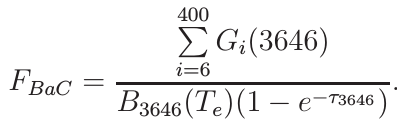 F_{BaC} = \frac{\sum_{i=6}^{400} G_i(3646)}{B_{3646}(T_e)(1 - e^{-\tau_{3646}})}.